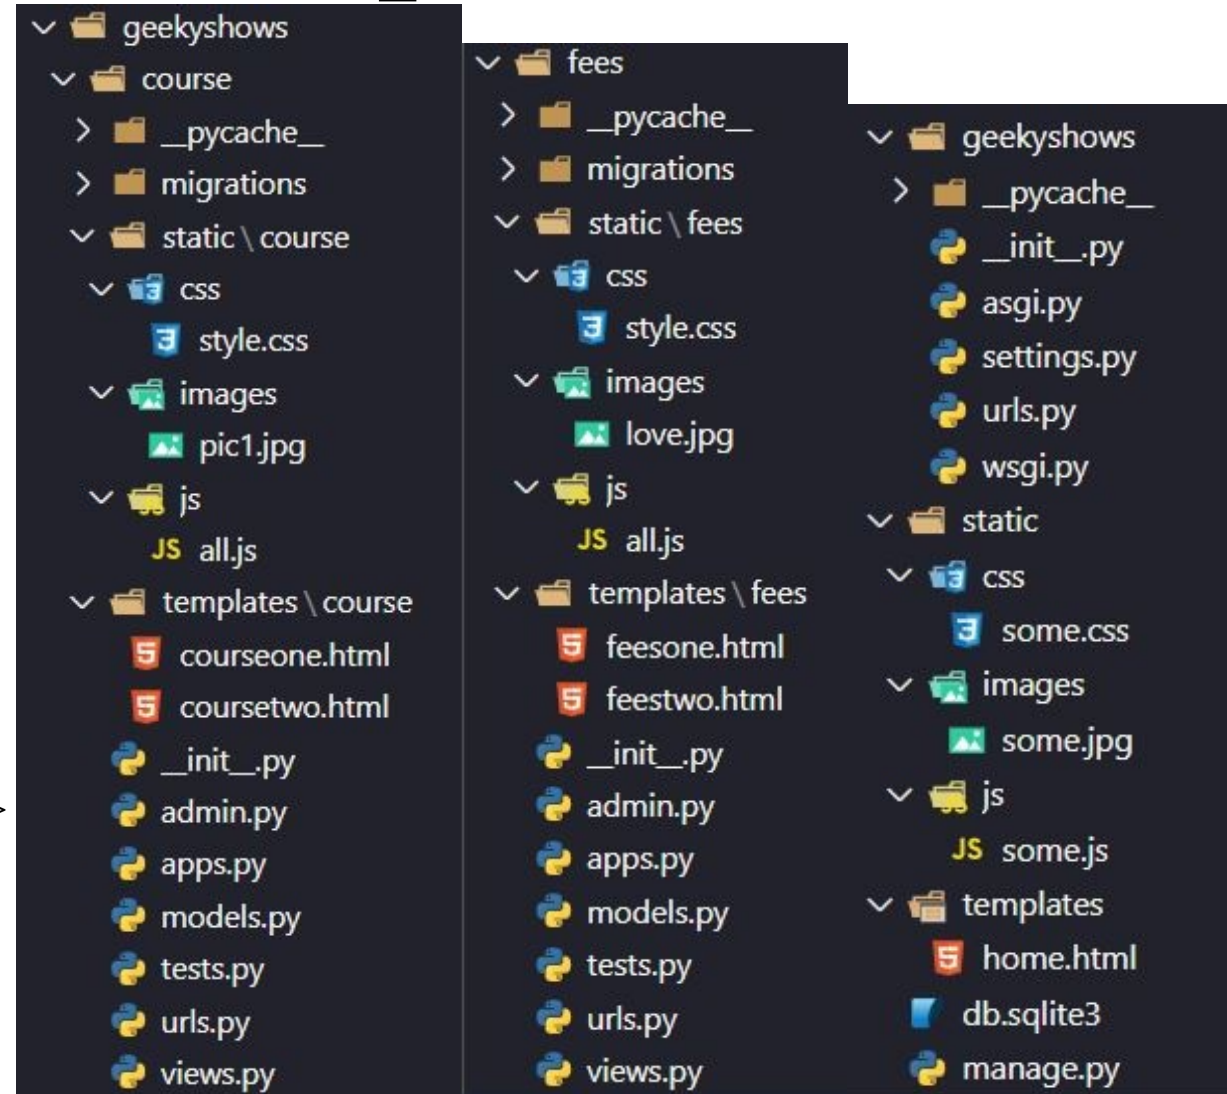 geekyshows
course
__pycache__
migrations
static \ course
css
style.css
images
pic1.jpg
js
JS all.js
templates \ course
courseone.html
coursetwo.html
__init__.py
admin.py
apps.py
models.py
tests.py
urls.py
views.py
fees
__pycache__
migrations
static \ fees
css
style.css
images
love.jpg
js
JS all.js
templates \ fees
feesone.html
feestwo.html
__init__.py
admin.py
apps.py
models.py
tests.py
urls.py
views.py
geekyshows
__pycache__
__init__.py
asgi.py
settings.py
urls.py
wsgi.py
static
css
some.css
images
some.jpg
js
JS some.js
templates
home.html
db.sqlite3
manage.py